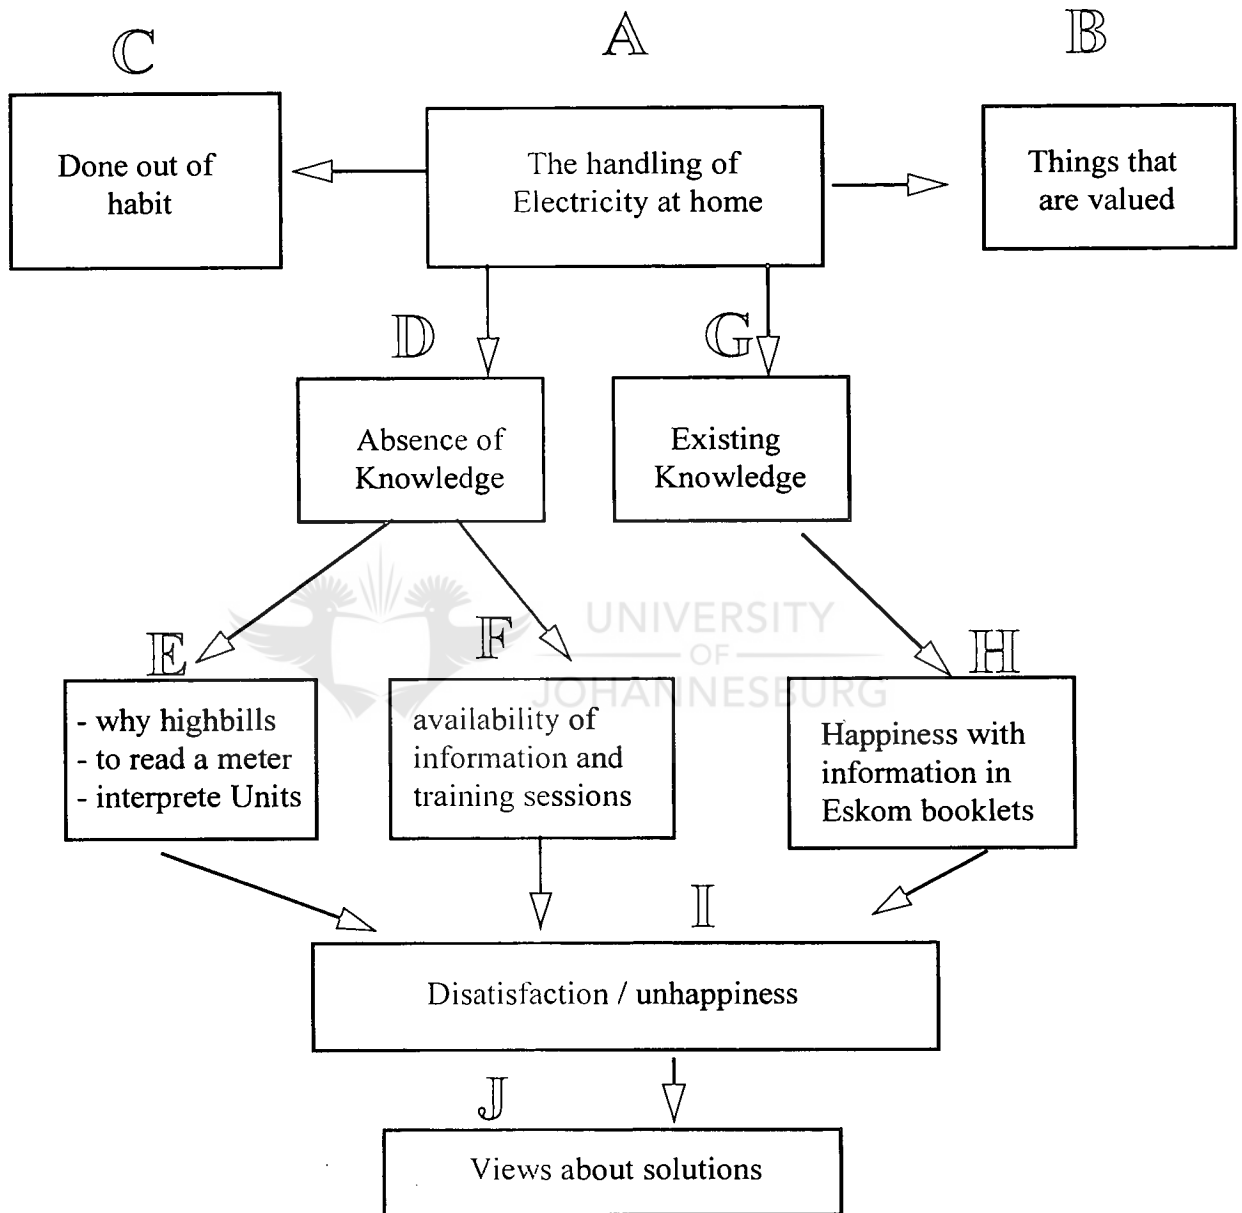 C
A
B
Done out of
habit
The handling of
Electricity at home
Things that
are valued
D
G
Absence of
Knowledge
Existing
Knowledge
E
F
H
UNIVERSITY
OF
JOHANNESBURG
- why highbills
- to read a meter
- interprete Units
availability of
information and
training sessions
Happiness with
information in
Eskom booklets
I
Disatisfaction / unhappiness
J
Views about solutions